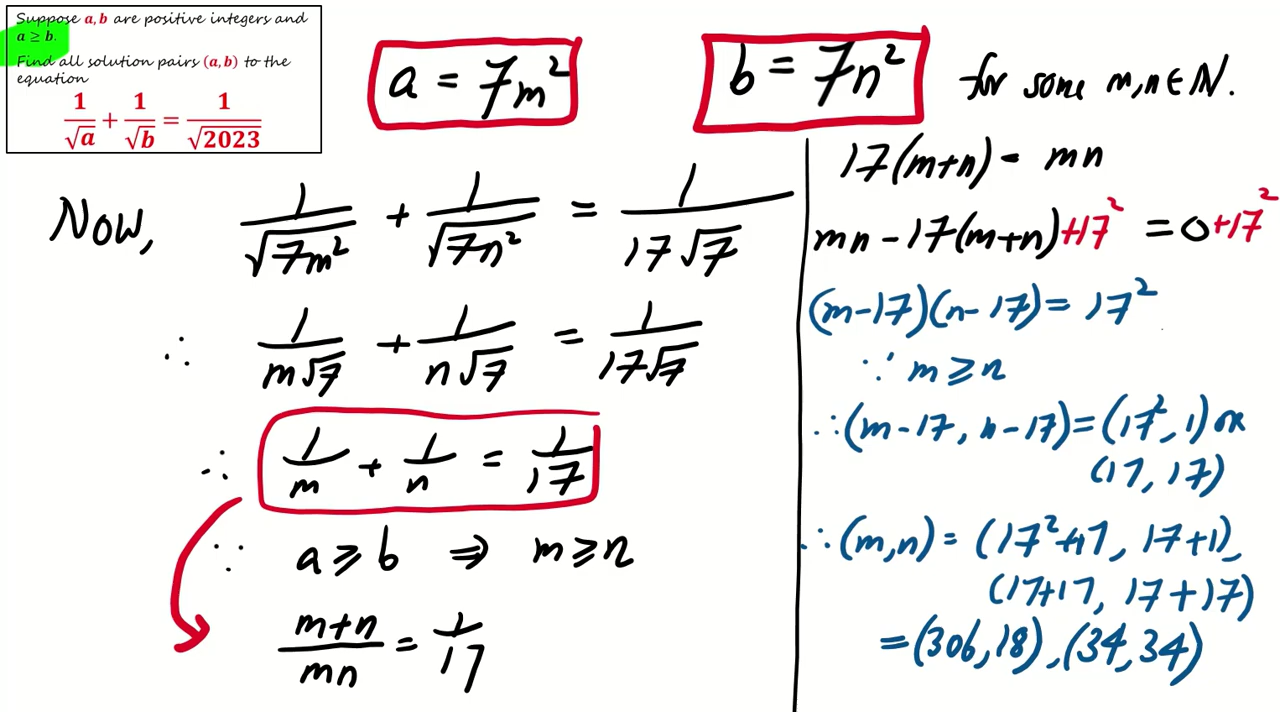 Suppose a, b are positive integers and
a ≥ b.
Find all solution pairs (a, b) to the
equation
1/√a + 1/√b = 1/√2023
a = 7m²
b = 7n²
for some m,n ∈ N.
Now, 1/√7m² + 1/√7n² = 1/17√7
∴ 1/m√7 + 1/n√7 = 1/17√7
∴ 1/m + 1/n = 1/17
∵ a ≥ b ⇒ m ≥ n
m+n/mn = 1/17
17(m+n) = mn
mn - 17(m+n) +17² = 0 +17²
(m-17)(n-17) = 17²
∵ m ≥ n
∴ (m-17, n-17) = (17², 1) or
(17, 17)
∴ (m,n) = (17²+17, 17+1),
(17+17, 17+17)
= (306,18), (34,34)